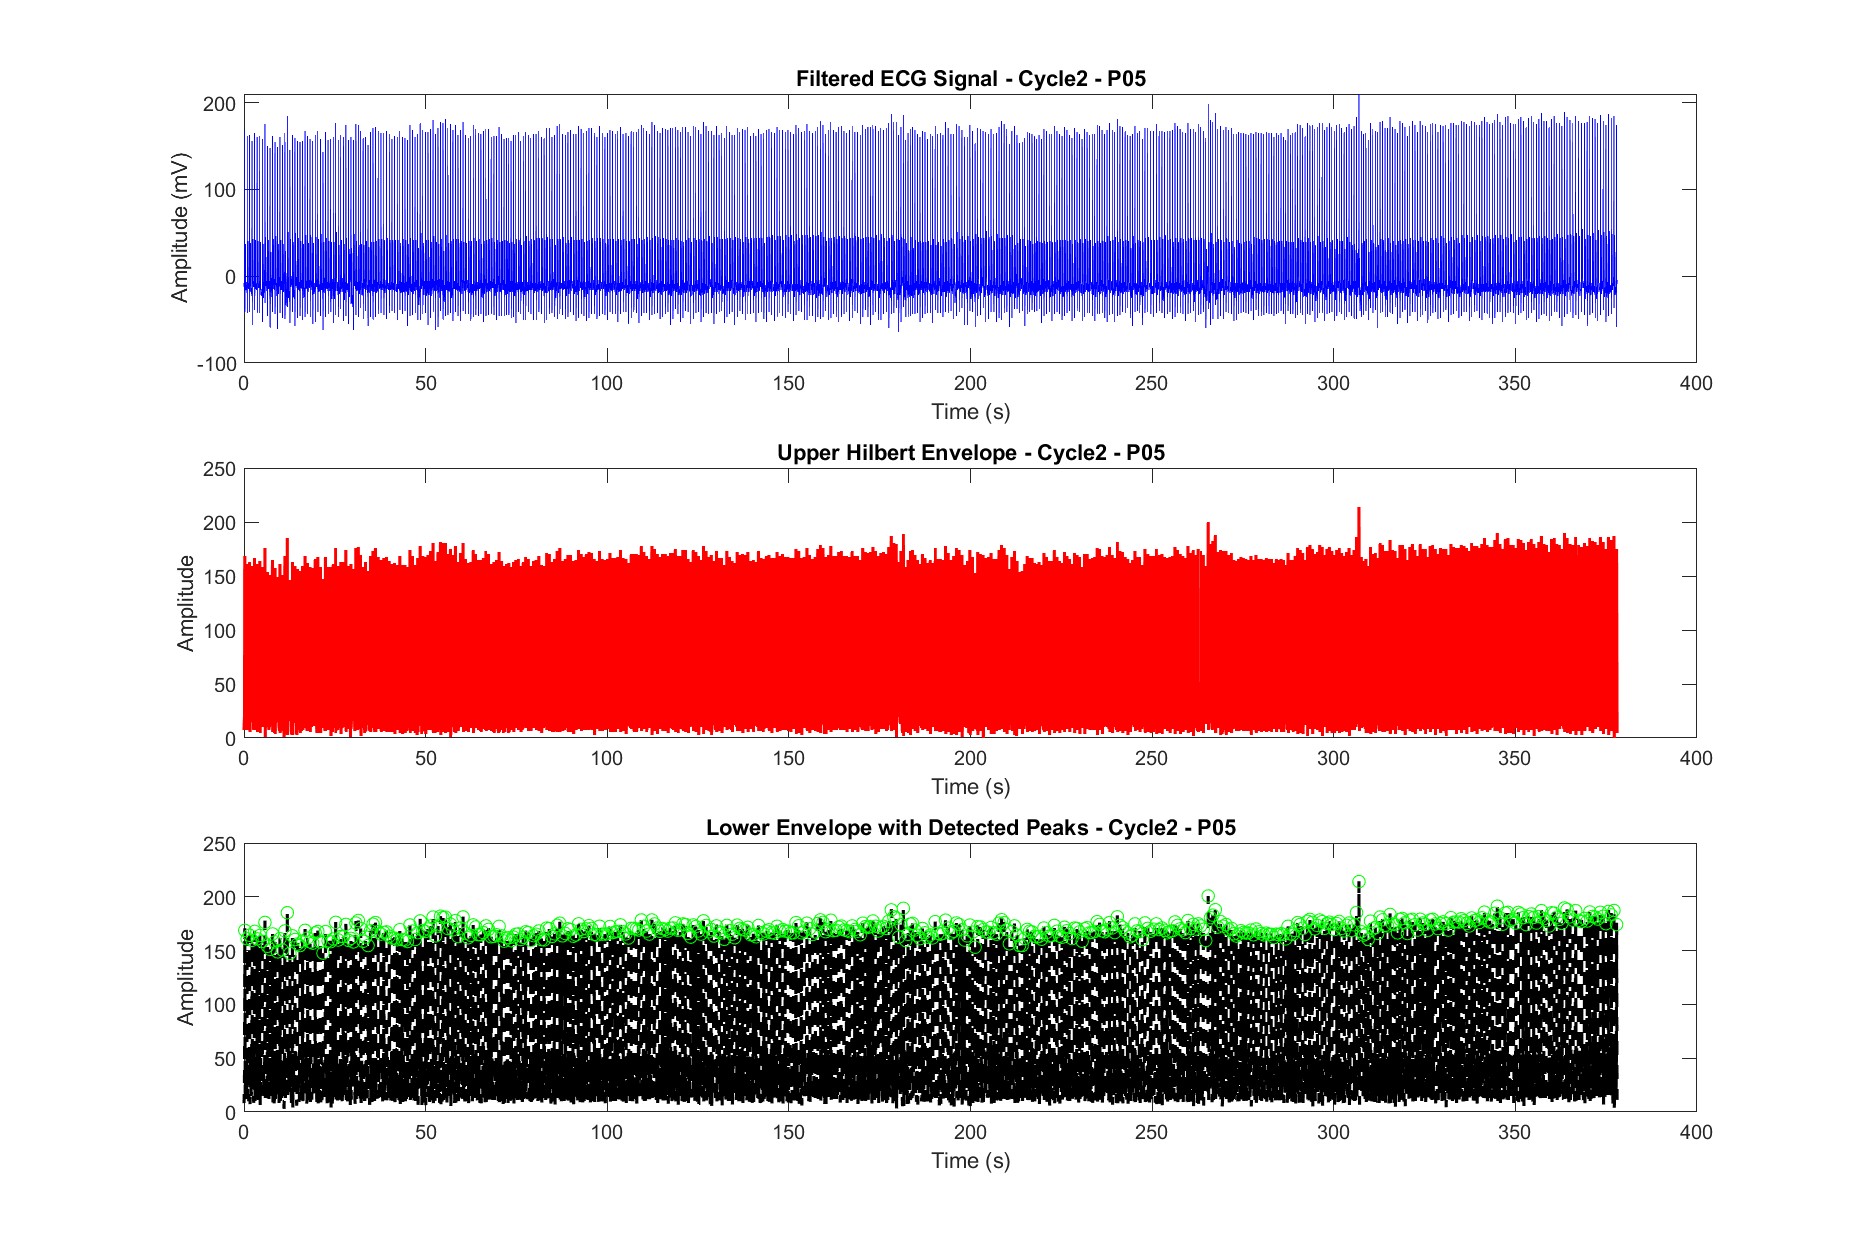 Filtered ECG Signal - Cycle2 - P05
200
100
0
-100
Amplitude (mV)
0 50 100 150 200 250 300 350 400
Time (s)
Upper Hilbert Envelope - Cycle2 - P05
250
200
150
100
50
0
Amplitude
0 50 100 150 200 250 300 350 400
Time (s)
Lower Envelope with Detected Peaks - Cycle2 - P05
250
200
150
100
50
0
Amplitude
0 50 100 150 200 250 300 350 400
Time (s)